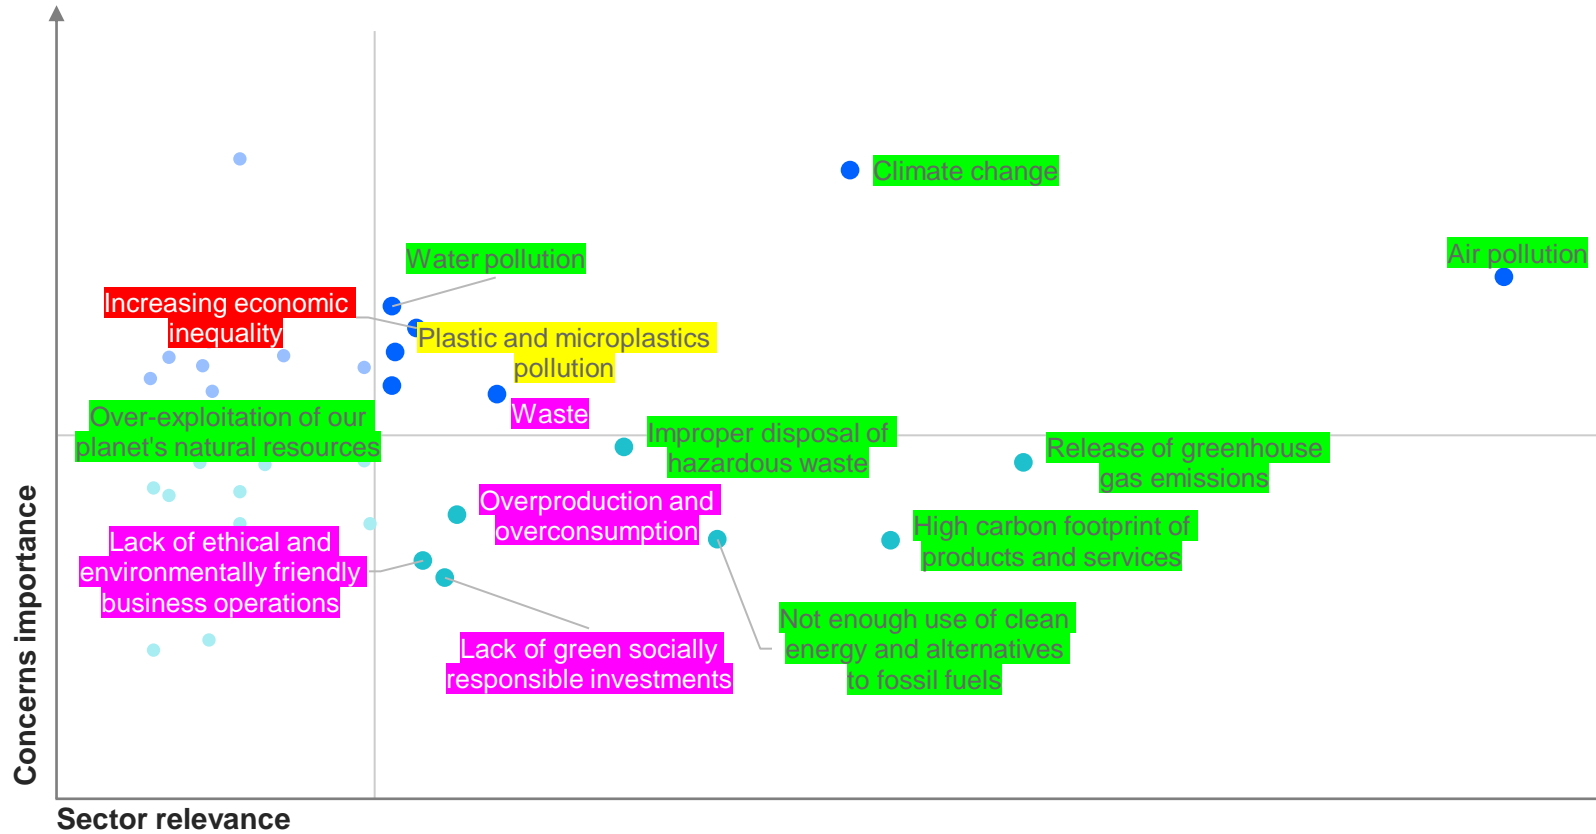 Climate change
Air pollution
Water pollution
Increasing economic
inequality
Plastic and microplastics
pollution
Waste
Over-exploitation of our
planet's natural resources
Improper disposal of
hazardous waste
Release of greenhouse
gas emissions
Overproduction and
overconsumption
High carbon footprint of
products and services
Lack of ethical and
environmentally friendly
business operations
Not enough use of clean
energy and alternatives
to fossil fuels
Lack of green socially
responsible investments
Concerns importance
Sector relevance